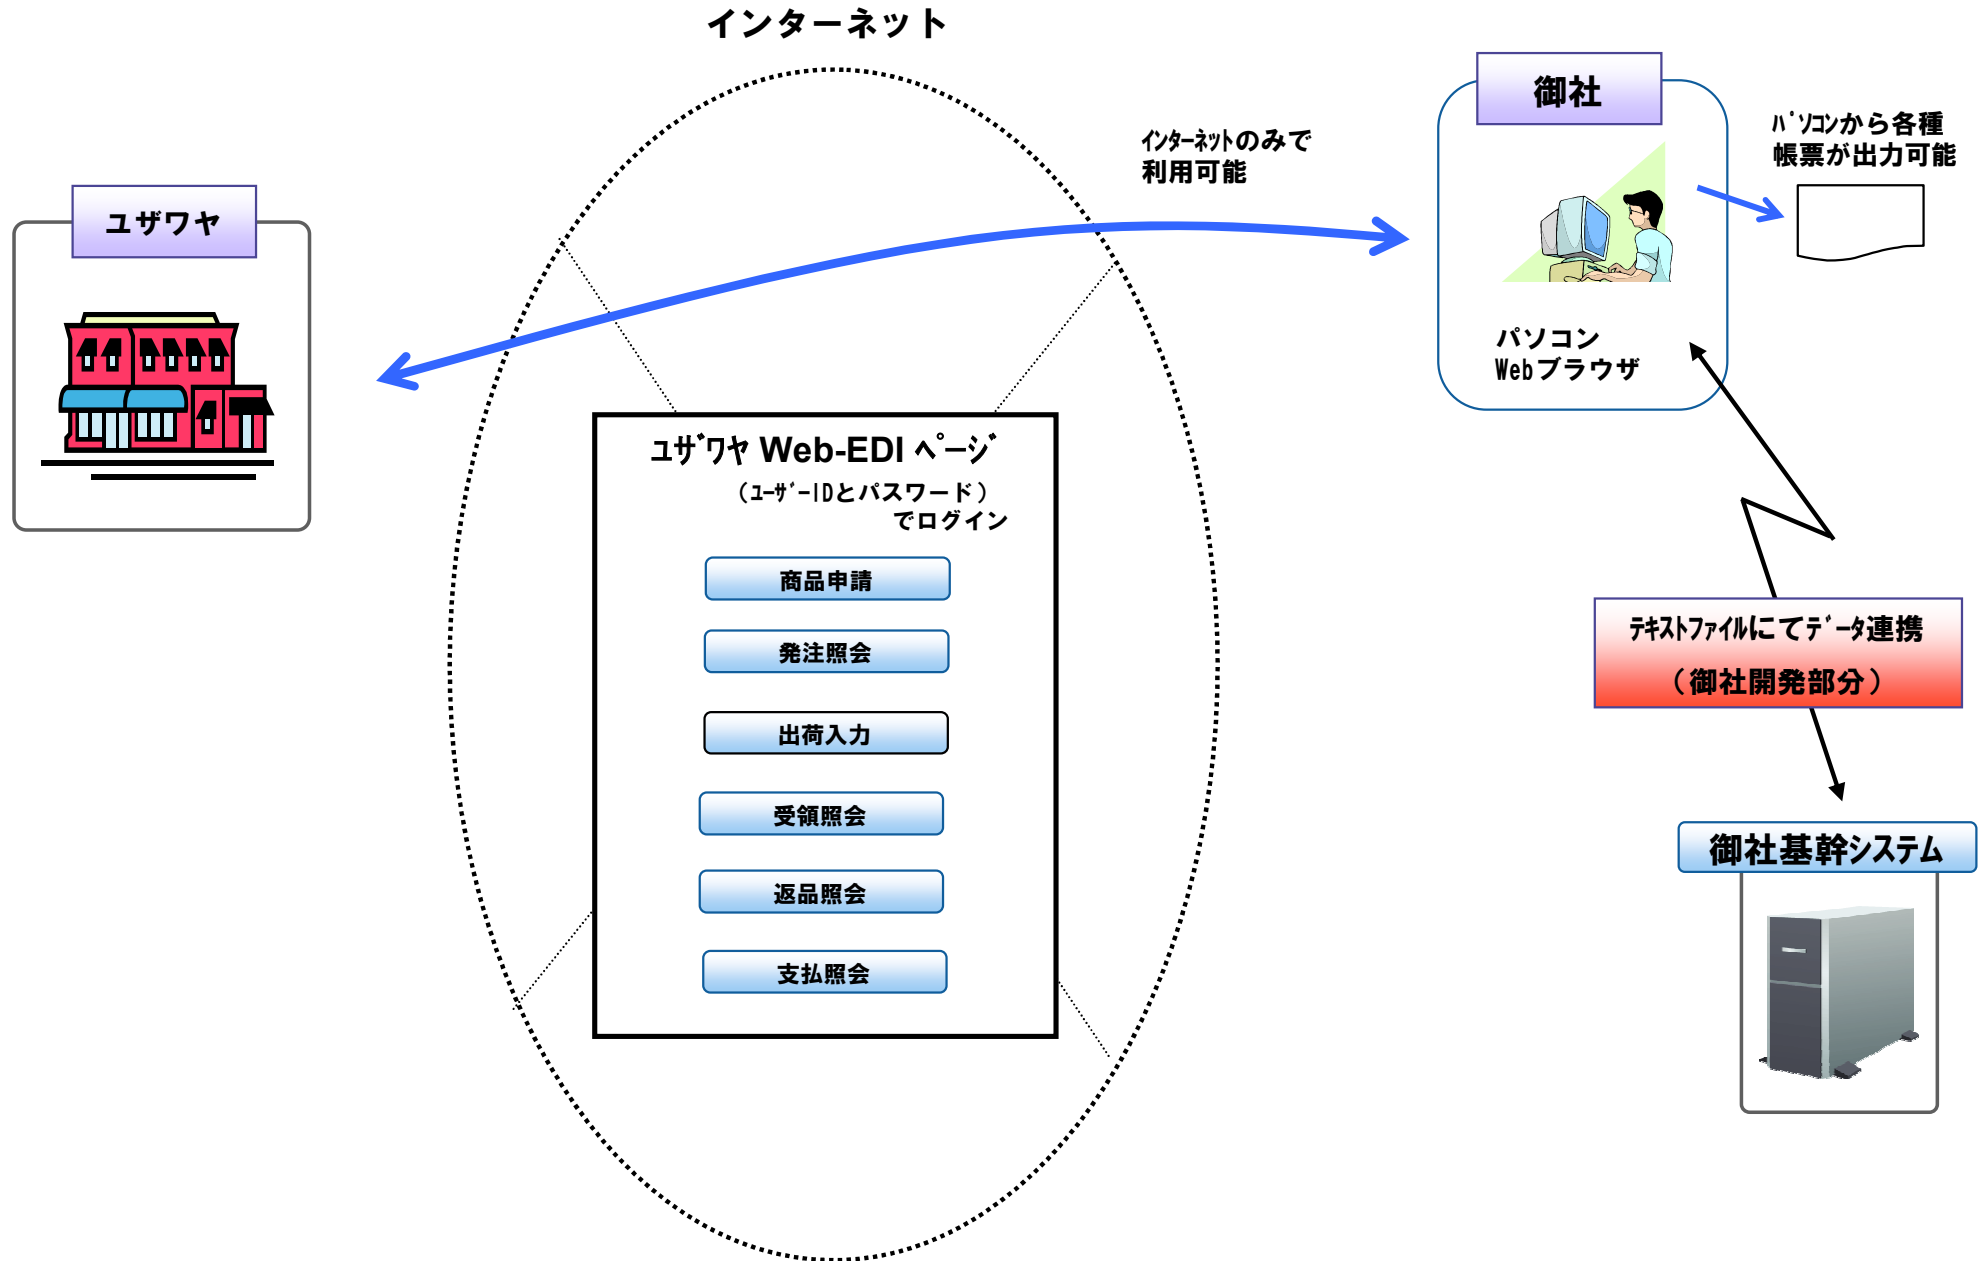 インターネット
御社
ﾊﾟｿｺﾝから各種
帳票が出力可能
ｲﾝﾀｰﾈｯﾄのみで
利用可能
ユザワヤ
パソコン
Webブラウザ
ﾕｻﾞﾜﾔ Web-EDI ﾍﾟｰｼﾞ
（ﾕｰｻﾞｰIDとパスワード）
でログイン
商品申請
発注照会
出荷入力
受領照会
返品照会
支払照会
ﾃｷｽﾄﾌｧｲﾙにてﾃﾞｰﾀ連携
（御社開発部分）
御社基幹ｼｽﾃﾑ